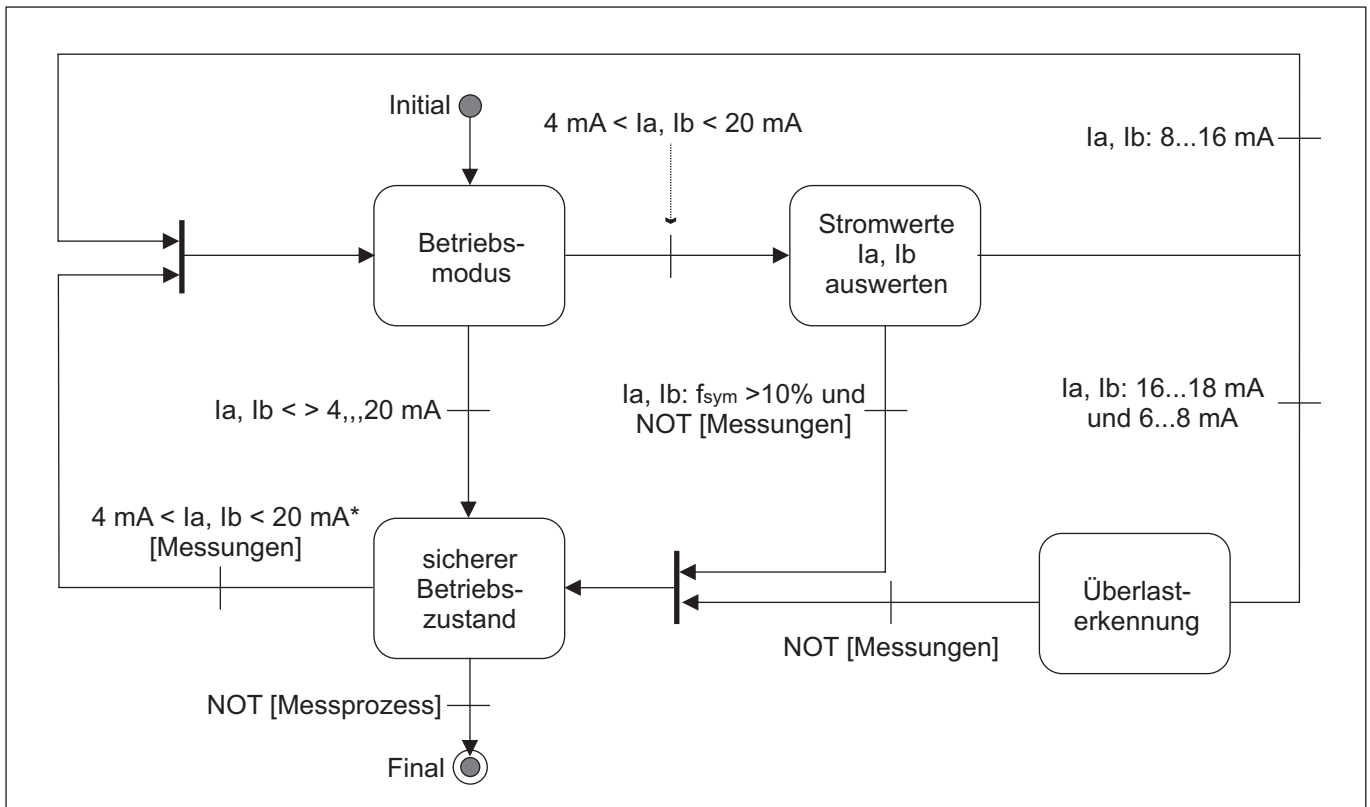 Initial
4 mA < Ia, Ib < 20 mA
Ia, Ib: 8...16 mA
Betriebs-
modus
Stromwerte
Ia, Ib
auswerten
Ia, Ib < > 4,,,20 mA
Ia, Ib: fsym >10% und
NOT [Messungen]
Ia, Ib: 16...18 mA
und 6...8 mA
4 mA < Ia, Ib < 20 mA*
[Messungen]
sicherer
Betriebs-
zustand
Überlast-
erkennung
NOT [Messungen]
NOT [Messprozess]
Final